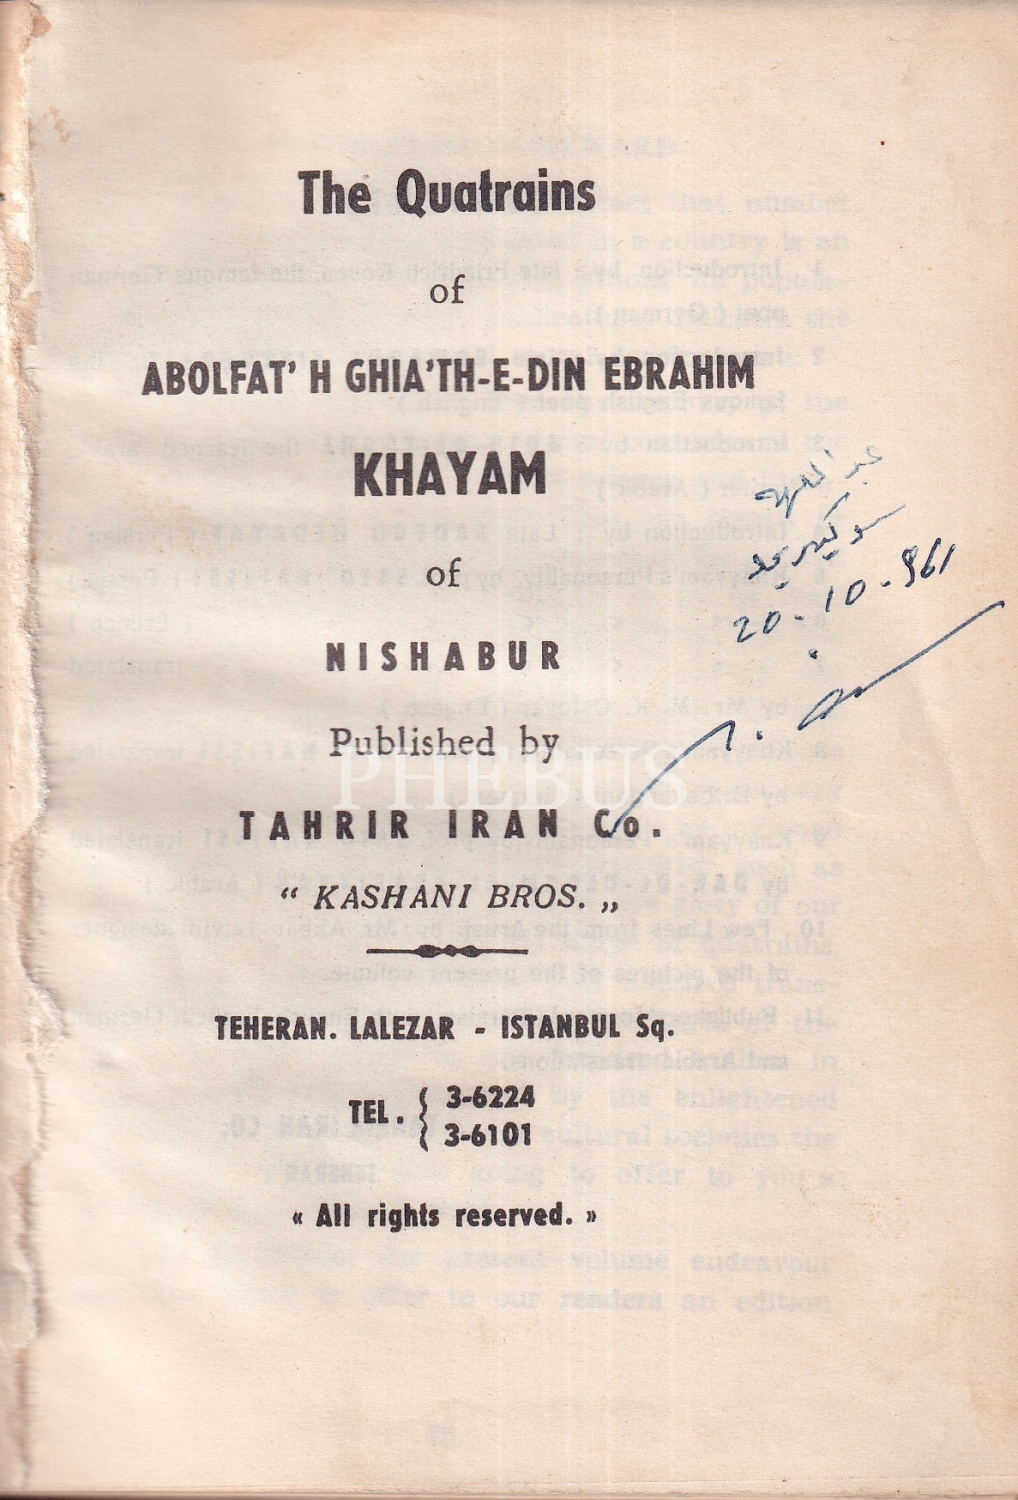 The Quatrains
of
ABOLFAT' H GHIA'TH-E-DIN EBRAHIM
KHAYAM
of
NISHABUR
20-10-961
Published by
PHEBUS
TAHRIR IRAN Co.
“ KASHANI BROS. „
TEHERAN. LALEZAR - ISTANBUL Sq.
TEL. { 3-6224
{ 3-6101
« All rights reserved. »